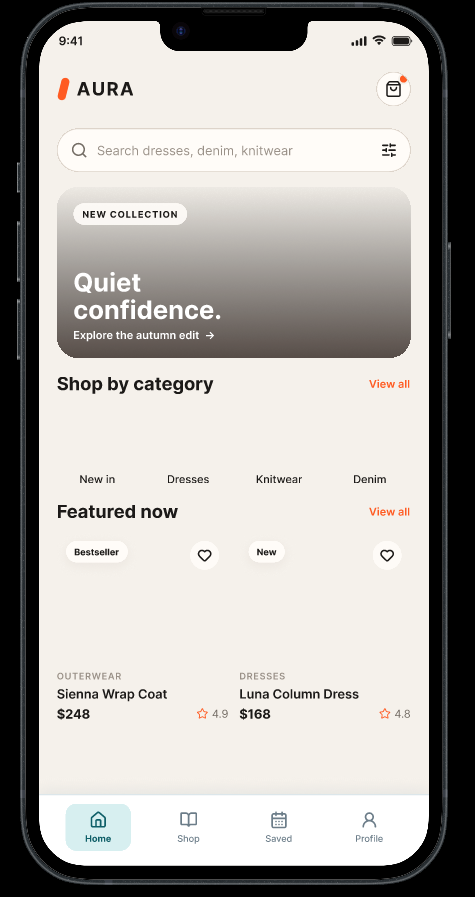 9:41
AURA
Search dresses, denim, knitwear
NEW COLLECTION
Quiet
confidence.
Explore the autumn edit →
Shop by category
View all
New in
Dresses
Knitwear
Denim
Featured now
View all
Bestseller
New
OUTERWEAR
DRESSES
Sienna Wrap Coat
Luna Column Dress
$248
4.9
$168
4.8
Home
Shop
Saved
Profile